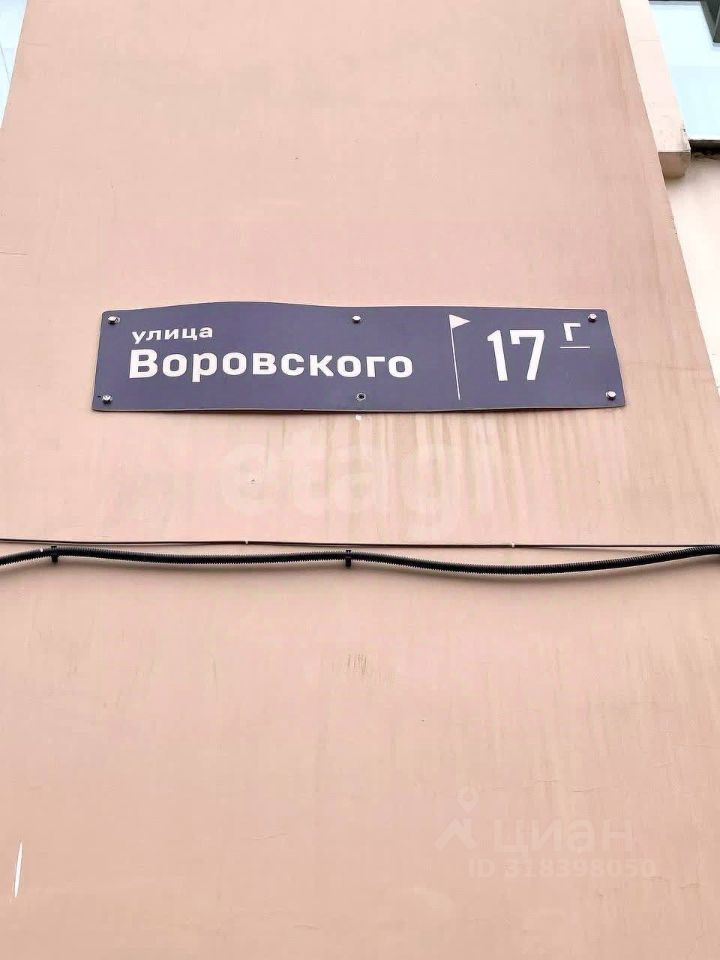 улица
Воровского
17 Г
etagi
циан
ID 318398050